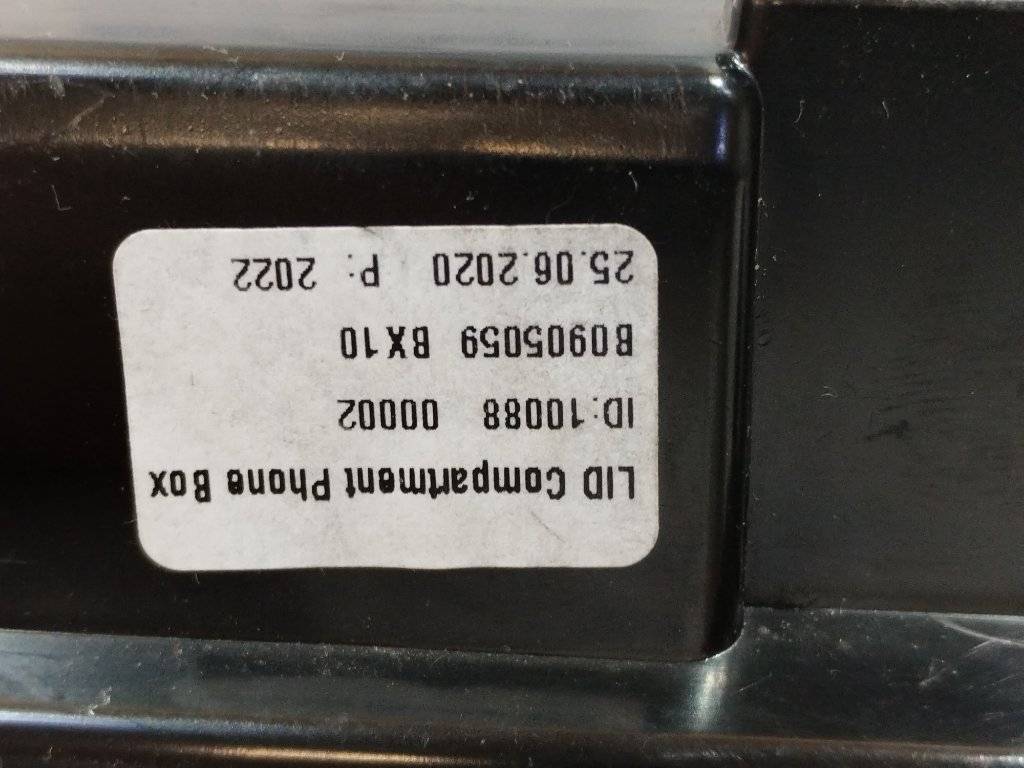 LID Compartment Phone Box
ID:10088 00002
B0905059 BX10
25.06.2020 P: 2022